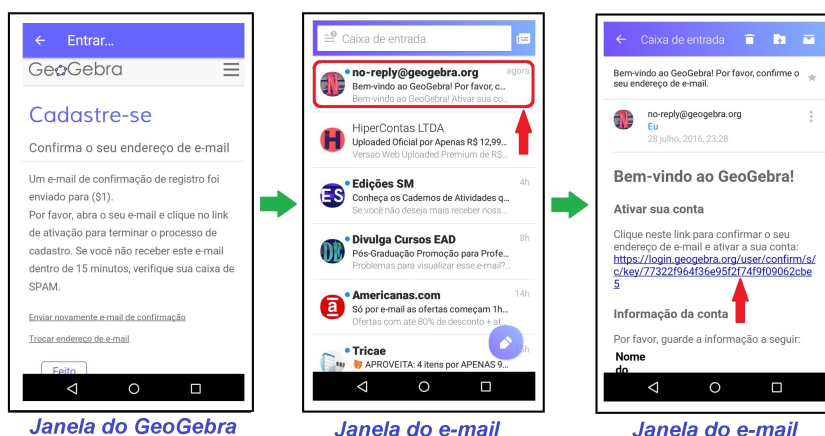 Entrar...
GeoGebra
Cadastre-se
Confirma o seu endereço de e-mail
Um e-mail de confirmação de registro foi
enviado para ($1).
Por favor, abra o seu e-mail e clique no link
de ativação para terminar o processo de
cadastro. Se você não receber este e-mail
dentro de 15 minutos, verifique sua caixa de
SPAM.
Enviar novamente e-mail de confirmação
Trocar endereço de e-mail
Feito
Janela do GeoGebra
Caixa de entrada
N
no-reply@geogebra.org agora
Bem-vindo ao GeoGebra! Por favor, c...
Bem-vindo ao GeoGebra! Ativar sua co...
H
HiperContas LTDA
Uploaded Oficial por Apenas R$ 12,99...
Versao Web Uploaded Premium de R$...
ES
Edições SM 4h
Conheça os Cadernos de Atividades q...
Se você não deseja mais receber noss...
DE
Divulga Cursos EAD 8h
Pós-Graduação Promoção para Profe...
Problemas para visualizar esse e-mail?...
a
Americanas.com 14h
Só por e-mail as ofertas começam 1h...
Ofertas com até 80% de desconto + at...
Tricae
APROVEITA: 4 itens por APENAS 9...
Janela do e-mail
Caixa de entrada
Bem-vindo ao GeoGebra! Por favor, confirme o
seu endereço de e-mail.
N
no-reply@geogebra.org
Eu
28 julho, 2016, 23:28
Bem-vindo ao GeoGebra!
Ativar sua conta
Clique neste link para confirmar o seu
endereço de e-mail e ativar a sua conta:
https://login.geogebra.org/user/confirm/s/
c/key/77322f964f36e95f2f74f9f09062cbe
5
Informação da conta
Por favor, guarde a informação a seguir:
Nome
do
Janela do e-mail